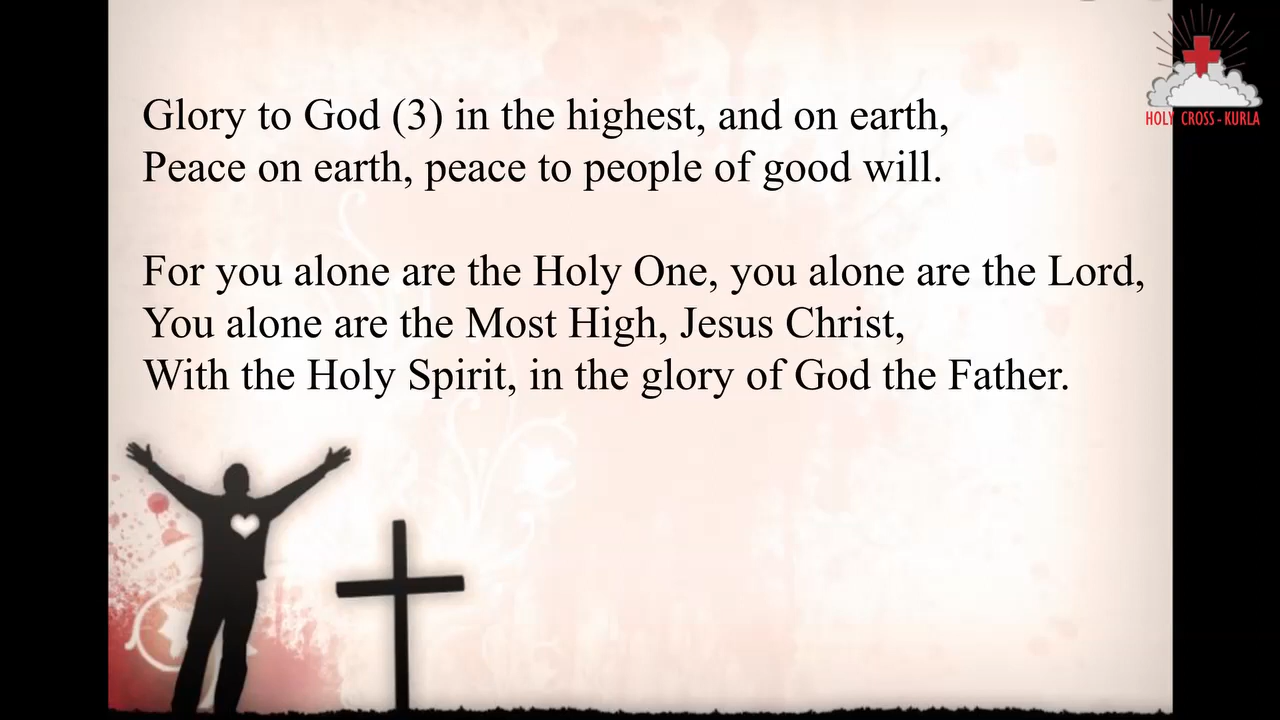 Glory to God (3) in the highest, and on earth,
Peace on earth, peace to people of good will.
For you alone are the Holy One, you alone are the Lord,
You alone are the Most High, Jesus Christ,
With the Holy Spirit, in the glory of God the Father.
HOLY CROSS - KURLA